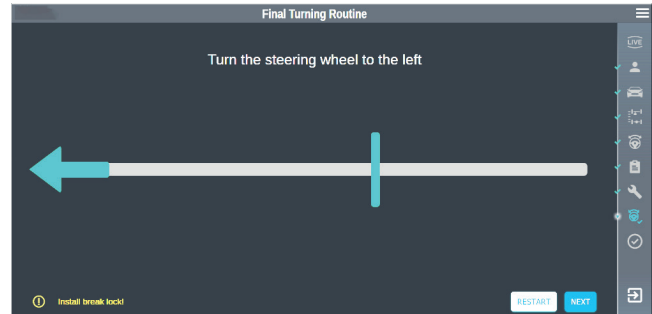 Final Turning Routine
LIVE
Turn the steering wheel to the left
Install break lock!
RESTART
NEXT